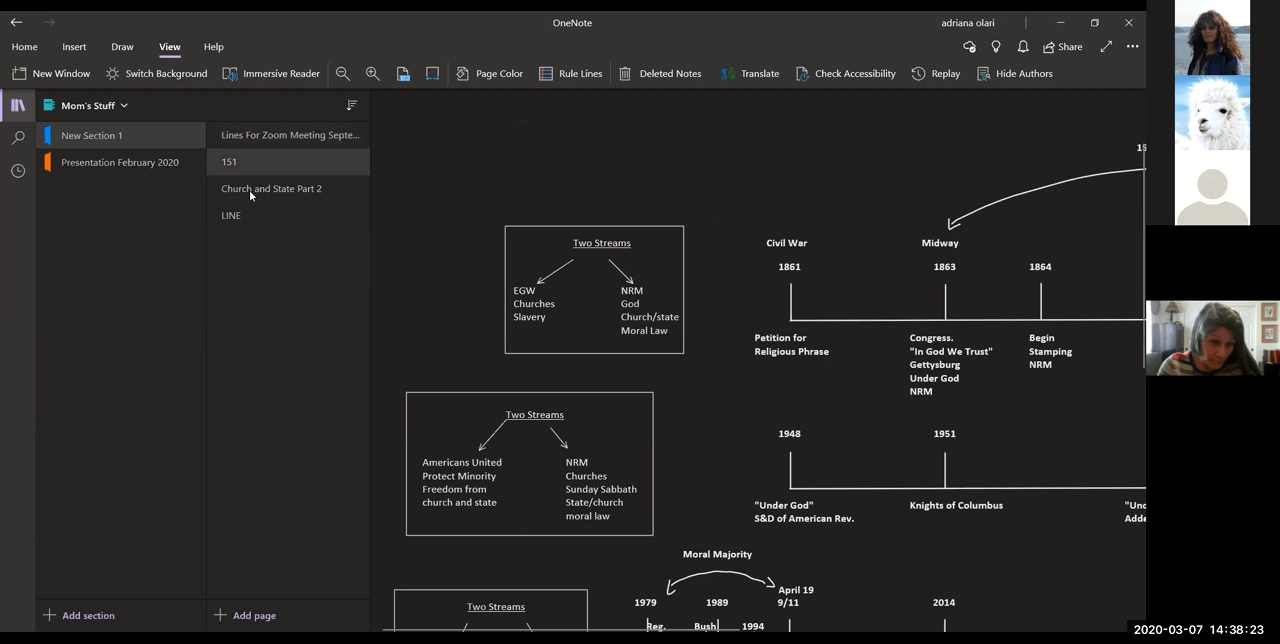 OneNote
adriana olari
Home Insert Draw View Help
Share
New Window Switch Background Immersive Reader Page Color Rule Lines Deleted Notes Translate Check Accessibility Replay Hide Authors
Mom's Stuff
New Section 1
Presentation February 2020
Lines For Zoom Meeting Septe...
151
Church and State Part 2
LINE
Add section
Add page
Two Streams
EGW
Churches
Slavery
NRM
God
Church/state
Moral Law
Civil War
1861
Petition for
Religious Phrase
Midway
1863
Congress.
"In God We Trust"
Gettysburg
Under God
NRM
1864
Begin
Stamping
NRM
Two Streams
Americans United
Protect Minority
Freedom from
church and state
NRM
Churches
Sunday Sabbath
State/church
moral law
1948
"Under God"
S&D of American Rev.
1951
Knights of Columbus
Moral Majority
Two Streams
1979
Reg.
1989
Bush
1994
April 19
9/11
2014
2020-03-07 14:38:23